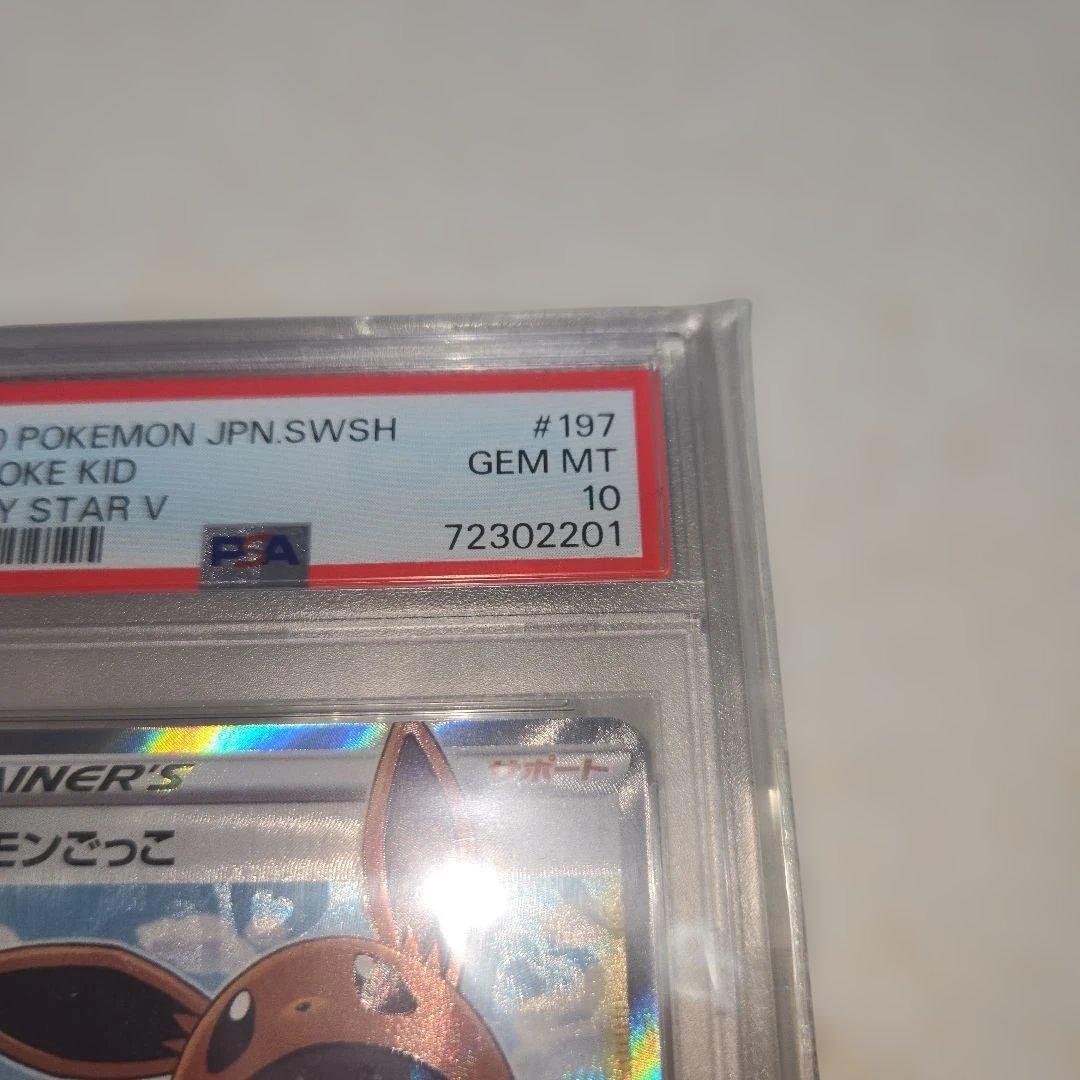 POKEMON JPN.SWSH #197
OKE KID GEM MT
Y STAR V 10
PSA 72302201
AINER'S サポート
モンごっこ